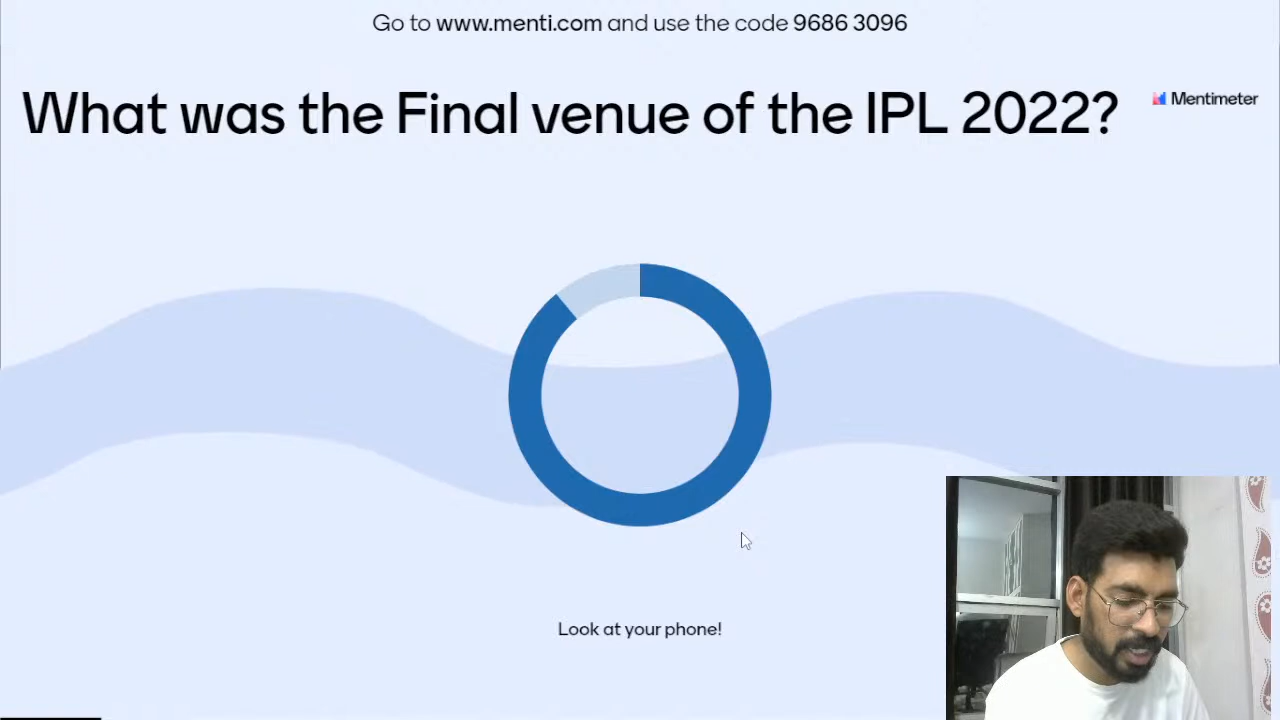 Go to www.menti.com and use the code 9686 3096
What was the Final venue of the IPL 2022?
Mentimeter
Look at your phone!